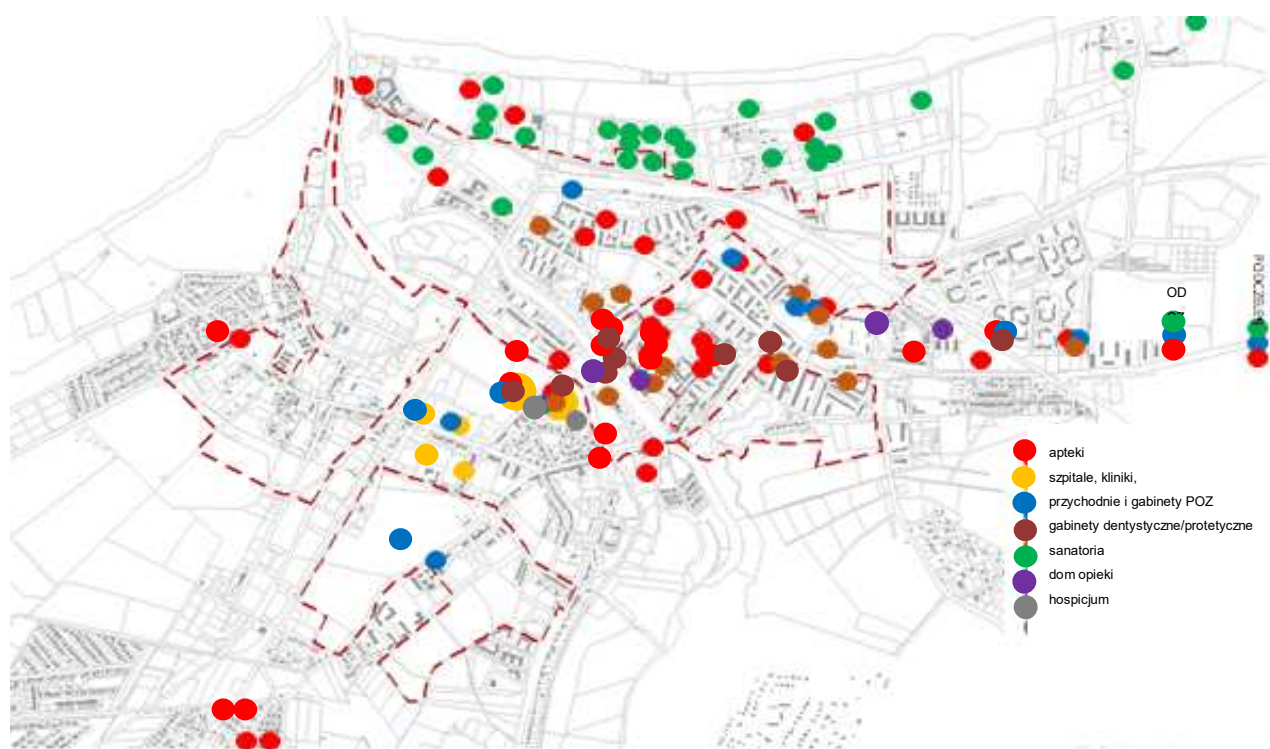 OD
apteki
szpitale, kliniki,
przychodnie i gabinety POZ
gabinety dentystyczne/protetyczne
sanatoria
dom opieki
hospicjum